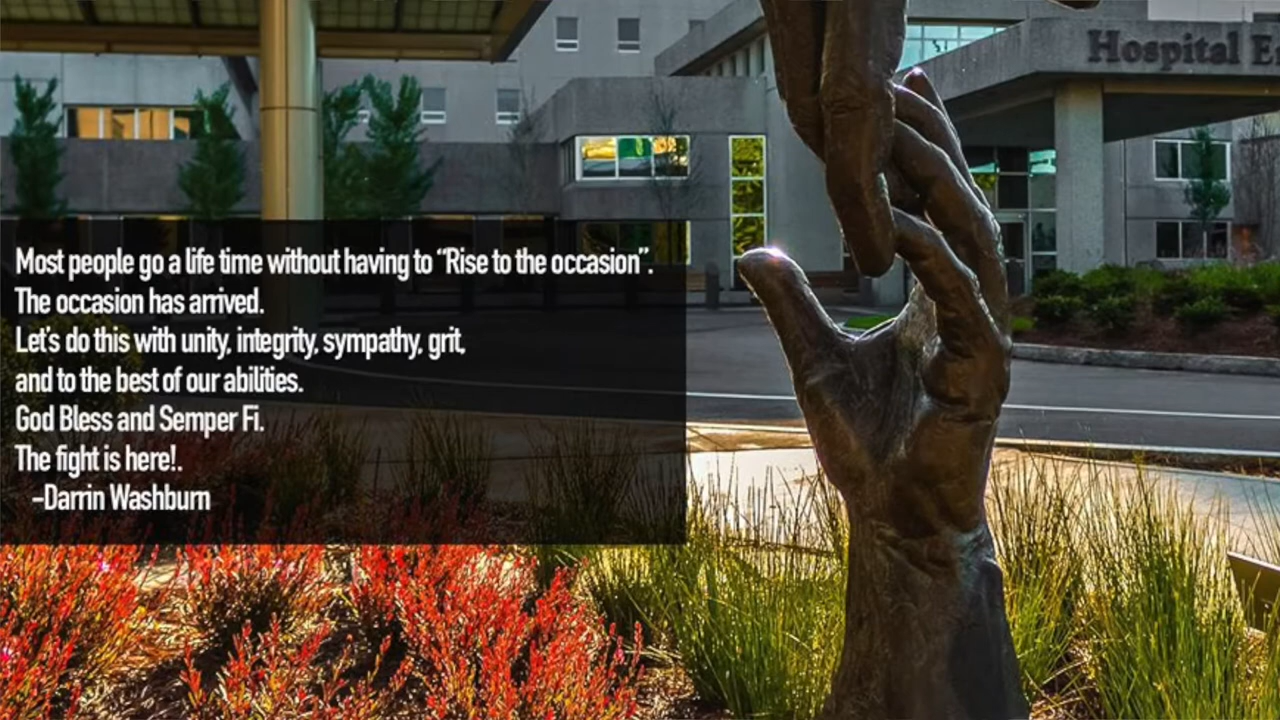 Hospital
Most people go a life time without having to “Rise to the occasion”.
The occasion has arrived.
Let's do this with unity, integrity, sympathy, grit,
and to the best of our abilities.
God Bless and Semper Fi.
The fight is here!.
-Darrin Washburn